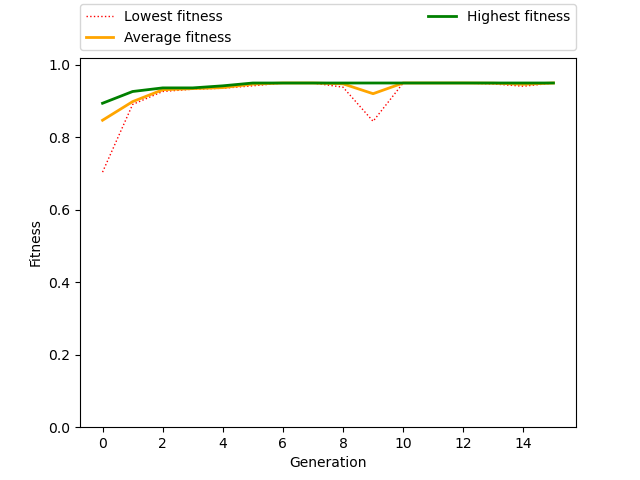 Lowest fitness
Average fitness
Highest fitness
1.0
0.8
0.6
0.4
0.2
0.0
Fitness
0 2 4 6 8 10 12 14
Generation